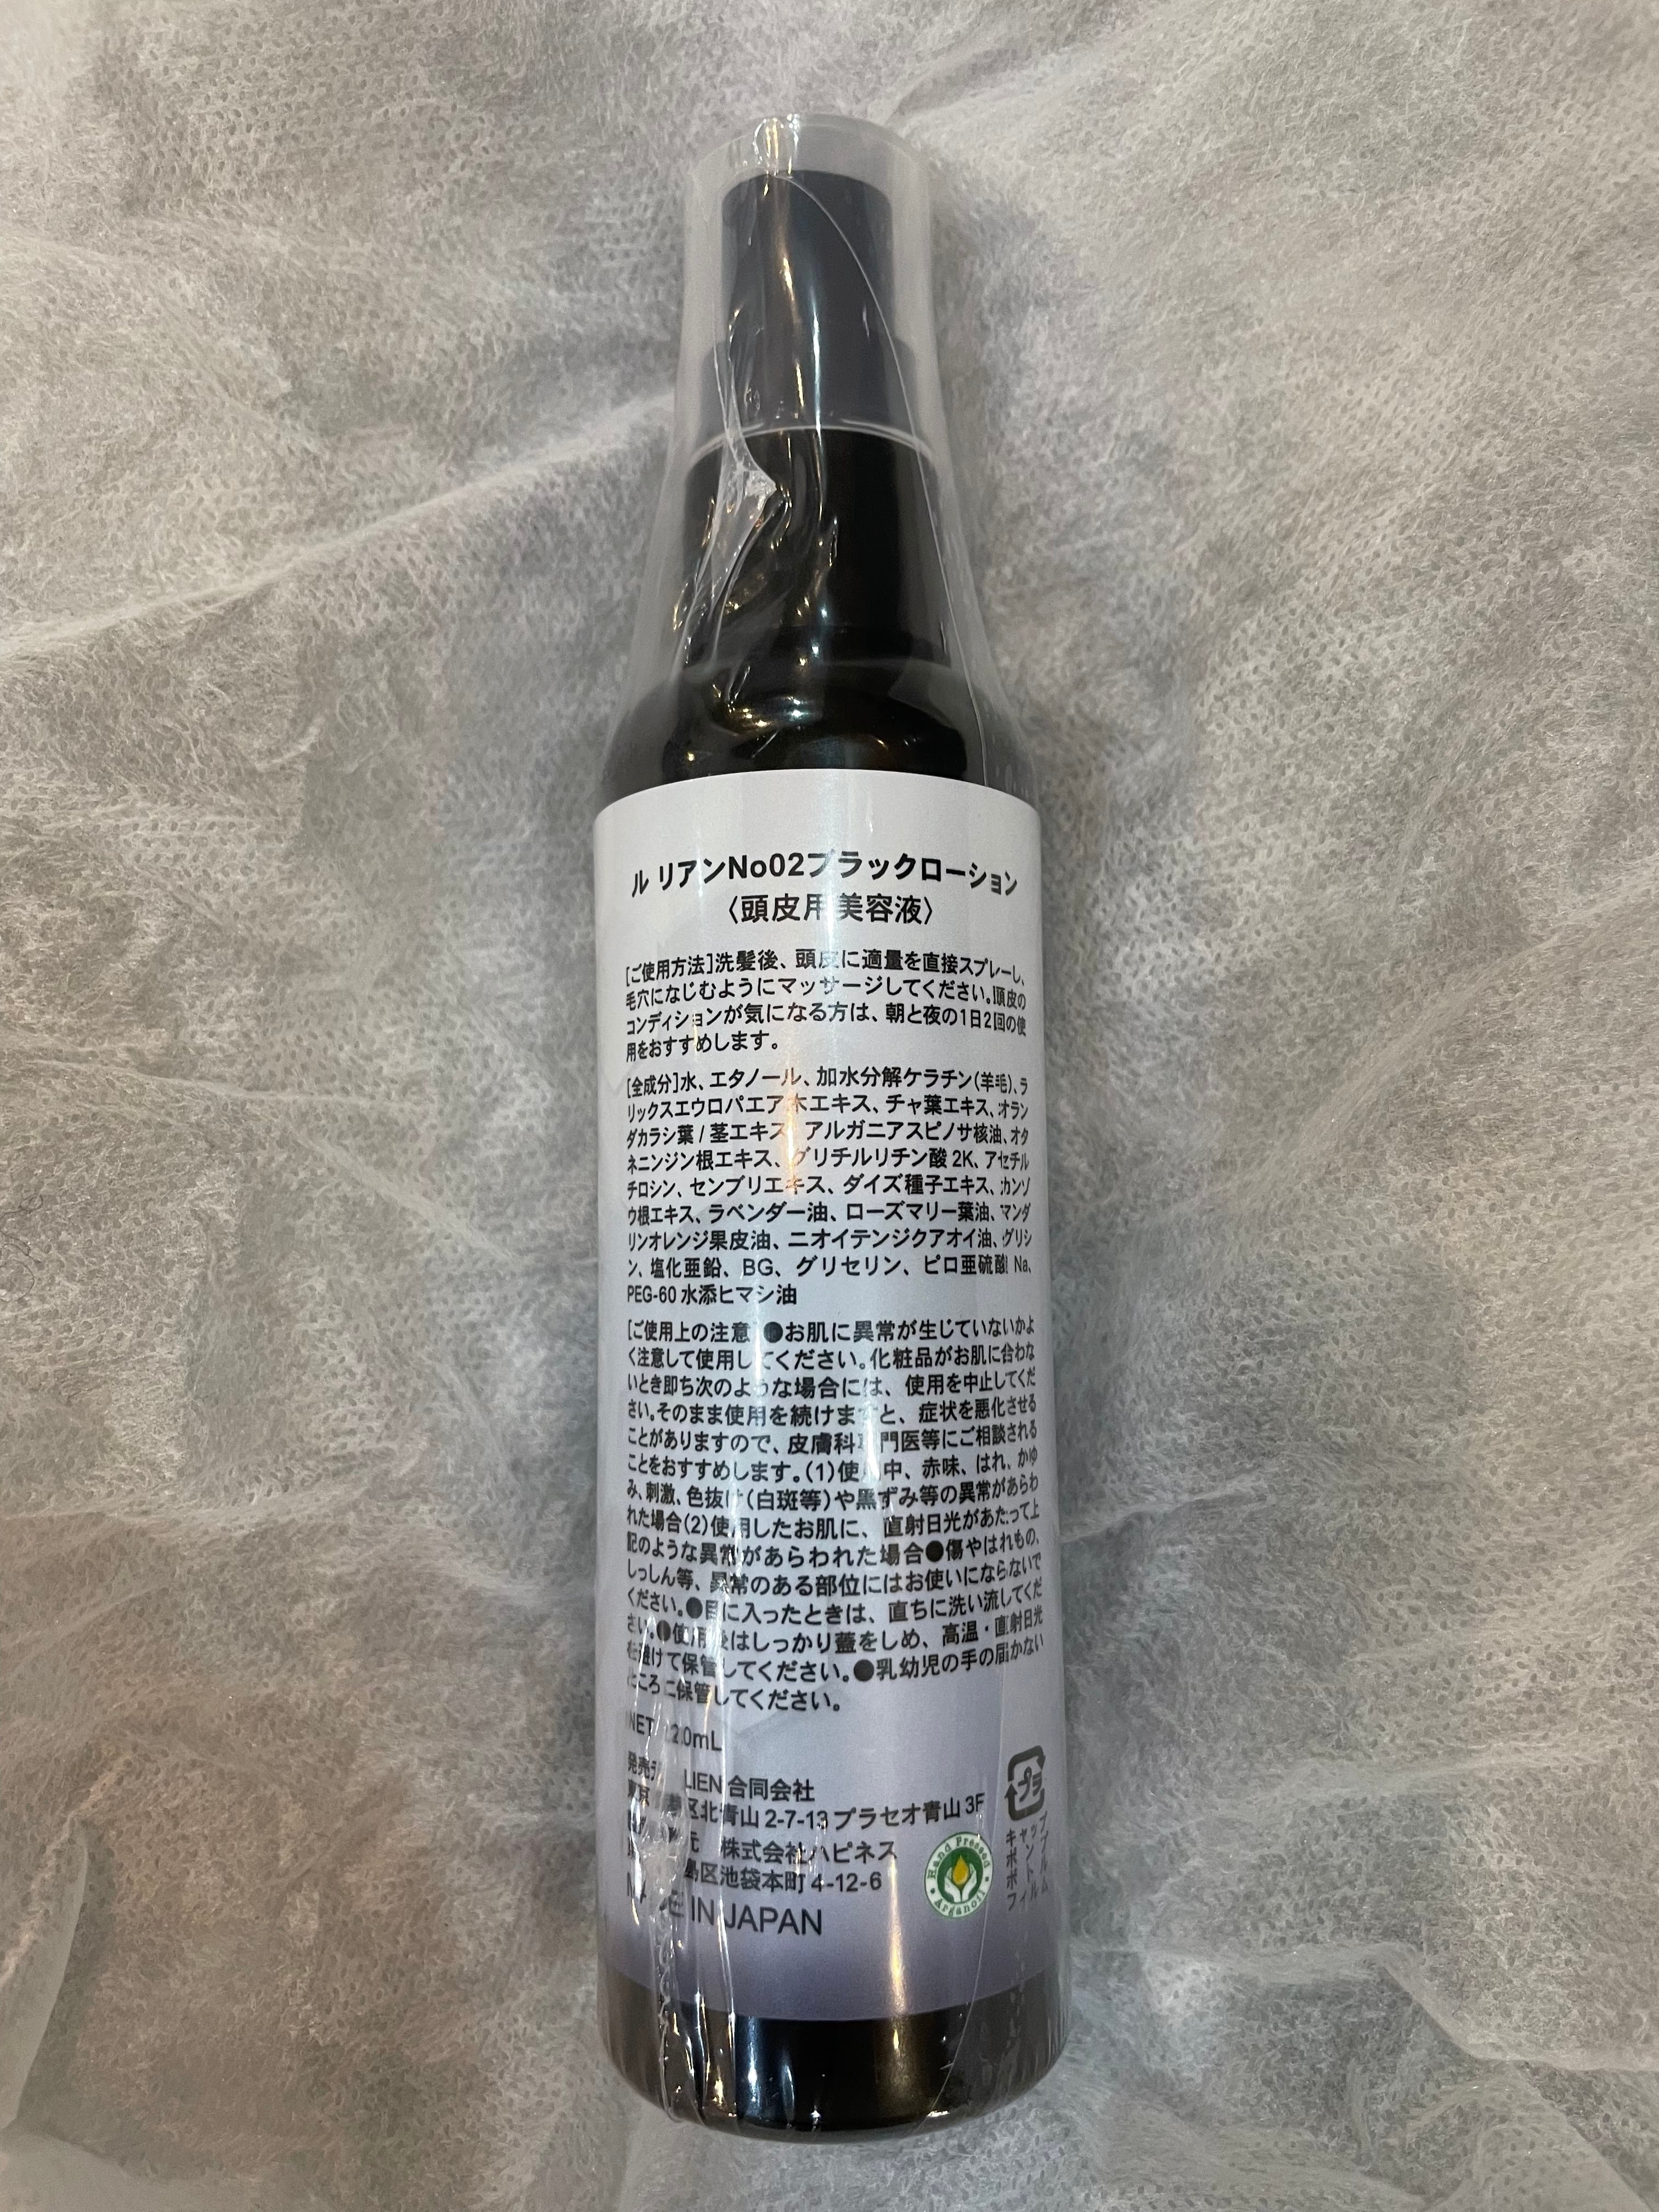 ル リアンNo02ブラックローション
〈頭皮用美容液〉
[ご使用方法]洗髪後、頭皮に適量を直接スプレーし、
毛穴になじむようにマッサージしてください。頭皮の
コンディションが気になる方は、朝と夜の1日2回の使
用をおすすめします。
[全成分]水、エタノール、加水分解ケラチン(羊毛)、ラ
リックスエウロパエア木エキス、チャ葉エキス、オラン
ダカラシ葉/茎エキス、アルガニアスピノサ核油、オタ
ネニンジン根エキス、グリチルリチン酸2K、アセチル
チロシン、センブリエキス、ダイズ種子エキス、カンゾ
ウ根エキス、ラベンダー油、ローズマリー葉油、マンダ
リンオレンジ果皮油、ニオイテンジクアオイ油、グリシ
ン、塩化亜鉛、BG、グリセリン、ピロ亜硫酸Na、
PEG-60水添ヒマシ油
[ご使用上の注意]●お肌に異常が生じていないかよ
く注意して使用してください。化粧品がお肌に合わな
いとき即ち次のような場合には、使用を中止してくだ
さい。そのまま使用を続けますと、症状を悪化させる
ことがありますので、皮膚科専門医等にご相談される
ことをおすすめします。(1)使用中、赤味、はれ、かゆ
み、刺激、色抜け(白斑等)や黒ずみ等の異常があらわ
れた場合(2)使用したお肌に、直射日光があたって上
記のような異常があらわれた場合●傷やはれもの、
しっしん等、異常のある部位にはお使いにならないで
ください。●目に入ったときは、直ちに洗い流してくだ
さい。●使用後はしっかり蓋をしめ、高温・直射日光
を避けて保管してください。●乳幼児の手の届かない
ところに保管してください。
NET 20mL
発売元 LIEN合同会社
東京 港区北青山2-7-13プラセオ青山3F
元 株式会社ハピネス
島区池袋本町4-12-6
MADE IN JAPAN
Hand Pressed
Arganoil
プラ
キャップ
ボトル
フィルム